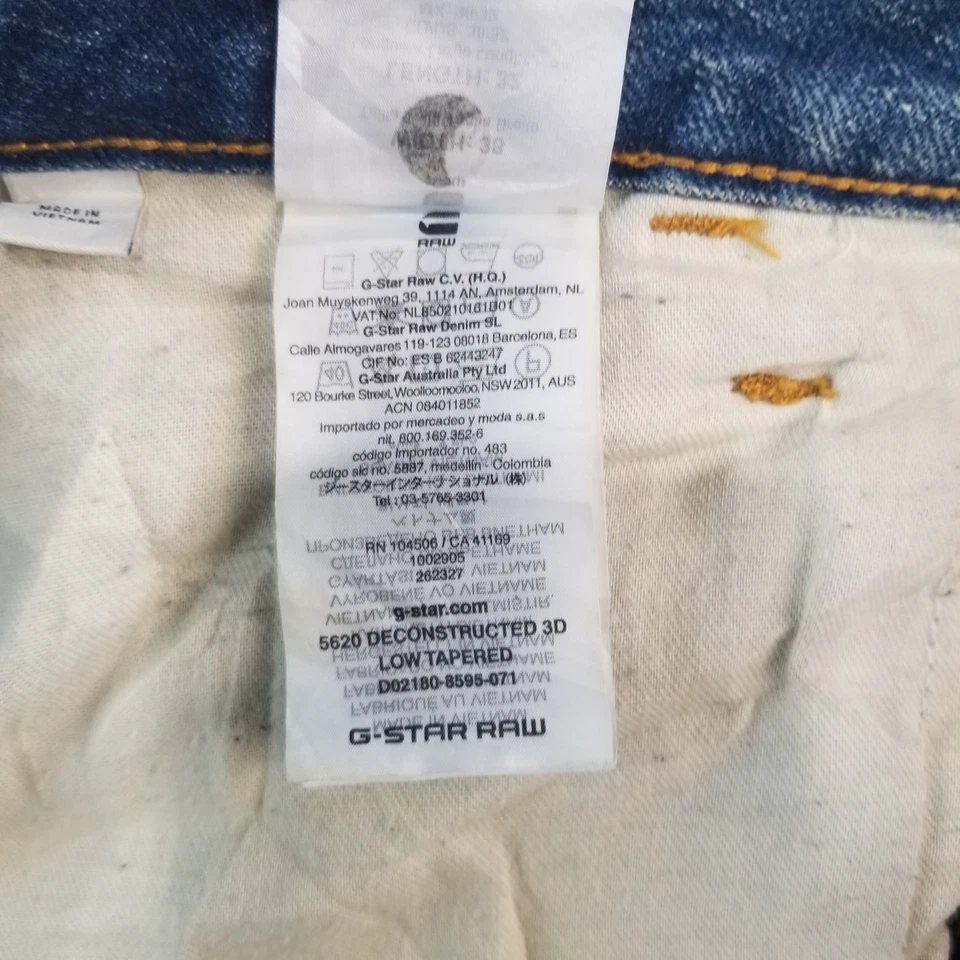 LENGTH: 32
WIDTH: 38
MADE IN
VIETNAM
RAW
G-Star Raw C.V. (H.Q.)
Joan Muyskenweg 39, 1114 AN, Amsterdam, NL
VAT No: NL850210161B01
G-Star Raw Denim SL
Calle Almogavares 119-123 08018 Barcelona, ES
CIF No: ES B 62443247
G-Star Australia Pty Ltd
120 Bourke Street, Woolloomooloo, NSW 2011, AUS
ACN 084011852
Importado por mercadeo y moda s.a.s
nit. 800.169.352-6
código Importador no. 483
código sic no. 5887, medellin - Colombia
ジースターインターナショナル (株)
Tel : 03-5765-3301
RN 104506 / CA 41169
1002905
262327
g-star.com
5620 DECONSTRUCTED 3D
LOW TAPERED
D02180-8595-071
G-STAR RAW